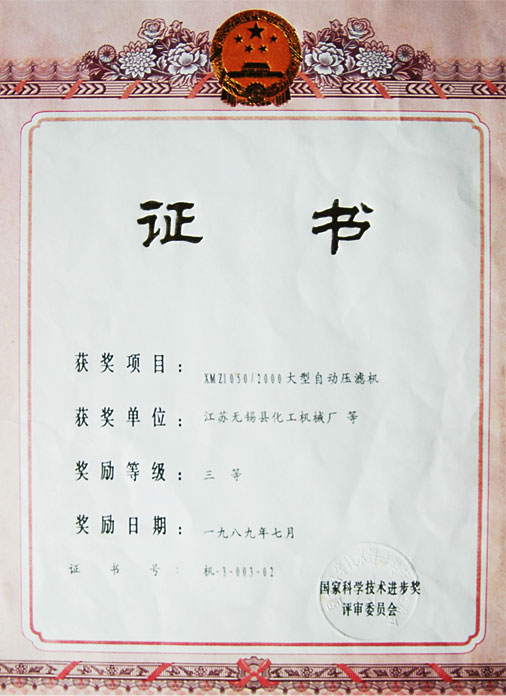 证 书
获奖项目： XMZ1050/2000大型自动压滤机
获奖单位： 江苏无锡县化工机械厂 等
奖励等级： 三 等
奖励日期： 一九八九年七月
证 书 号： 机-3-003-02
国家科学技术进步奖
评审委员会